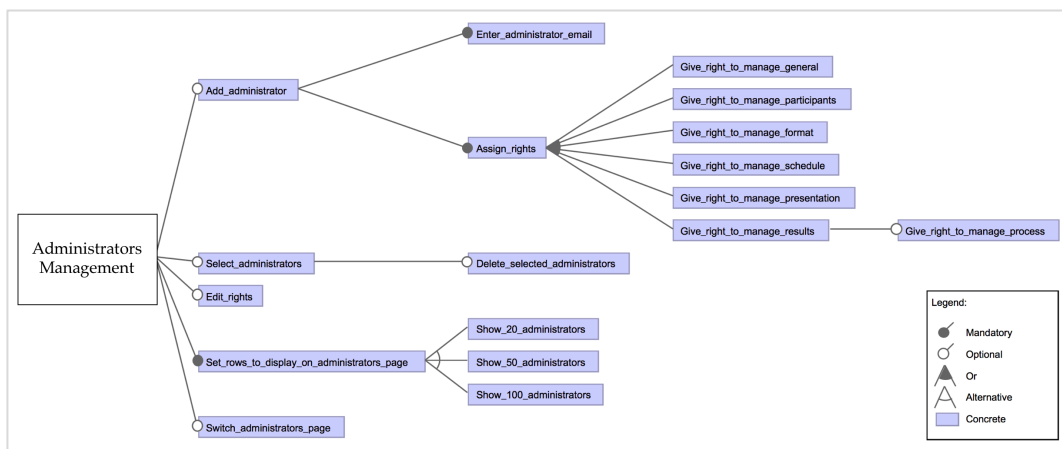 Enter_administrator_email
Give_right_to_manage_general
Add_administrator
Give_right_to_manage_participants
Give_right_to_manage_format
Assign_rights
Give_right_to_manage_schedule
Give_right_to_manage_presentation
Give_right_to_manage_results
Give_right_to_manage_process
Administrators
Management
Select_administrators
Delete_selected_administrators
Edit_rights
Set_rows_to_display_on_administrators_page
Show_20_administrators
Show_50_administrators
Show_100_administrators
Switch_administrators_page
Legend:
Mandatory
Optional
Or
Alternative
Concrete